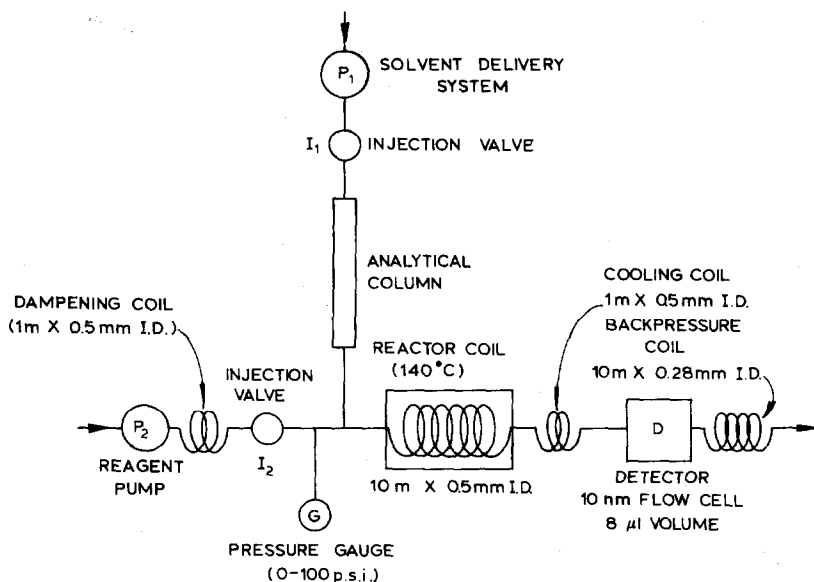 P1
SOLVENT DELIVERY
SYSTEM
I1
INJECTION VALVE
ANALYTICAL
COLUMN
DAMPENING COIL
(1m X 0.5mm I.D.)
INJECTION
VALVE
P2
REAGENT
PUMP
I2
G
PRESSURE GAUGE
(0-100 p.s.i.)
REACTOR COIL
(140°C)
10 m X 0.5mm I.D.
COOLING COIL
1m X 0.5mm I.D.
BACKPRESSURE
COIL
10m X 0.28mm I.D.
D
DETECTOR
10 nm FLOW CELL
8 µl VOLUME